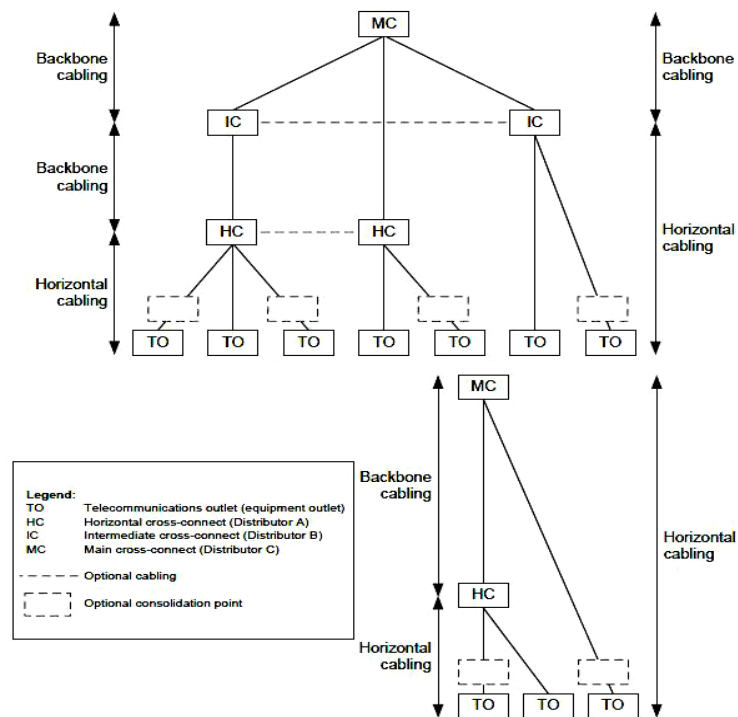 MC
Backbone
cabling
Backbone
cabling
IC
IC
Backbone
cabling
HC
HC
Horizontal
cabling
Horizontal
cabling
TO
TO
TO
TO
TO
TO
TO
MC
Backbone
cabling
Horizontal
cabling
HC
Horizontal
cabling
TO
TO
TO
Legend:
TO Telecommunications outlet (equipment outlet)
HC Horizontal cross-connect (Distributor A)
IC Intermediate cross-connect (Distributor B)
MC Main cross-connect (Distributor C)
Optional cabling
Optional consolidation point